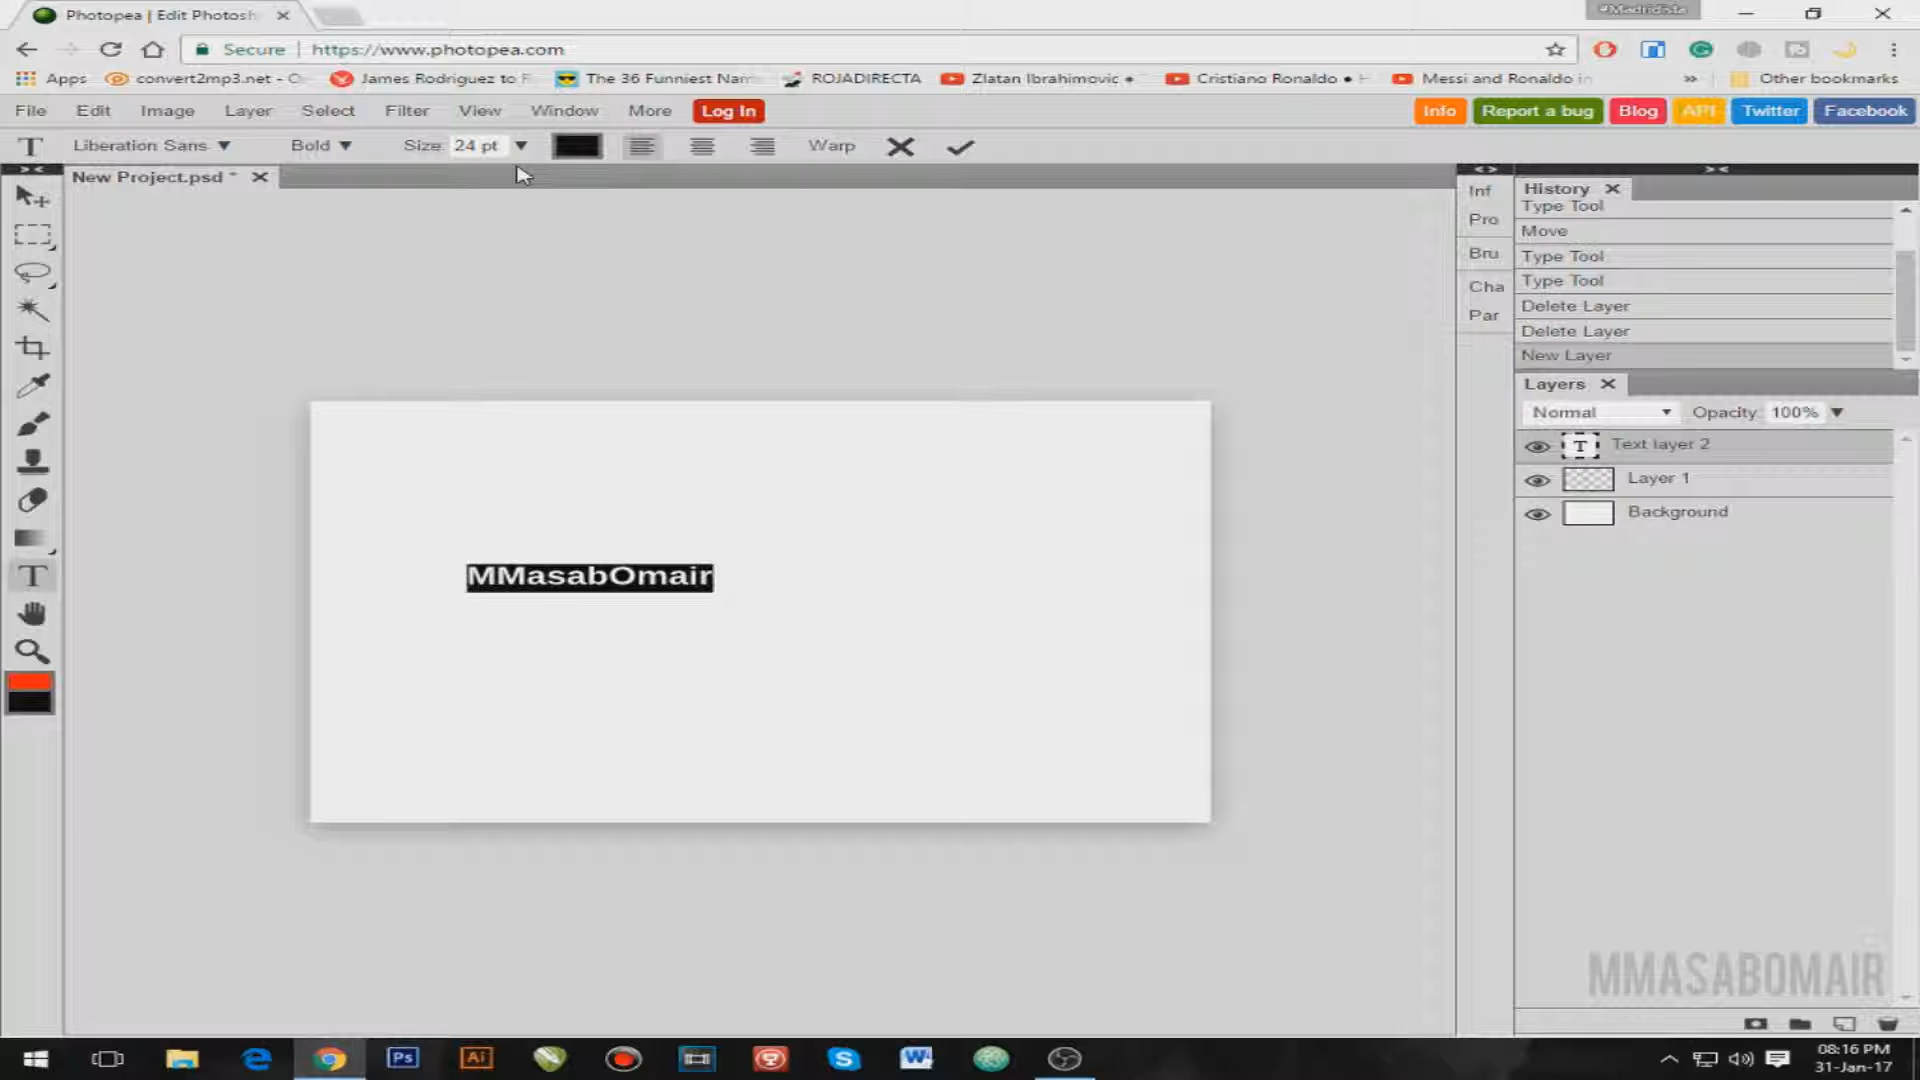 Photopea | Edit Photosh
#Madridista
Secure
https://www.photopea.com
Apps
convert2mp3.net - C
James Rodriguez to F
The 36 Funniest Nam
ROJADIRECTA
Zlatan Ibrahimovic •
Cristiano Ronaldo • H
Messi and Ronaldo in
»
Other bookmarks
File Edit Image Layer Select Filter View Window More Log In
Info Report a bug Blog API Twitter Facebook
T Liberation Sans Bold Size: 24 pt Warp
New Project.psd *
Inf
Pro
Bru
Cha
Par
History
Type Tool
Move
Type Tool
Type Tool
Delete Layer
Delete Layer
New Layer
Layers
Normal Opacity: 100%
T Text layer 2
Layer 1
Background
MMasabOmair
T
MMASABOMAIR
Ps
Ai
08:16 PM
31-Jan-17